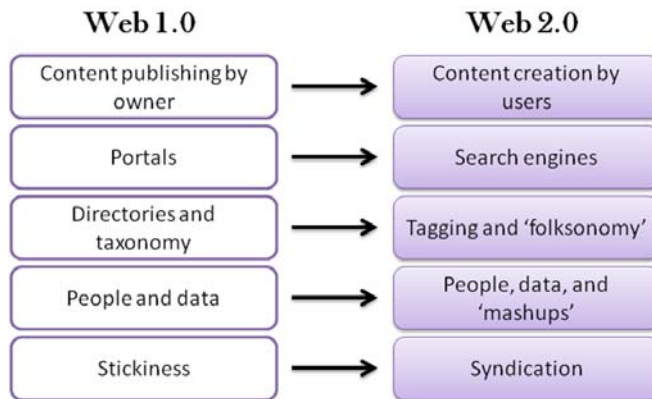 Web 1.0
Web 2.0
Content publishing by
owner
Content creation by
users
Portals
Search engines
Directories and
taxonomy
Tagging and ‘folksonomy’
People and data
People, data, and
‘mashups’
Stickiness
Syndication